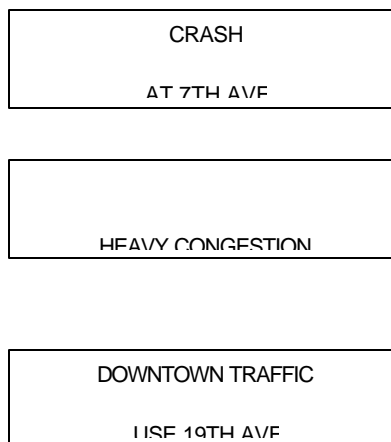 CRASH
AT 7TH AVE
HEAVY CONGESTION
DOWNTOWN TRAFFIC
USE 19TH AVE